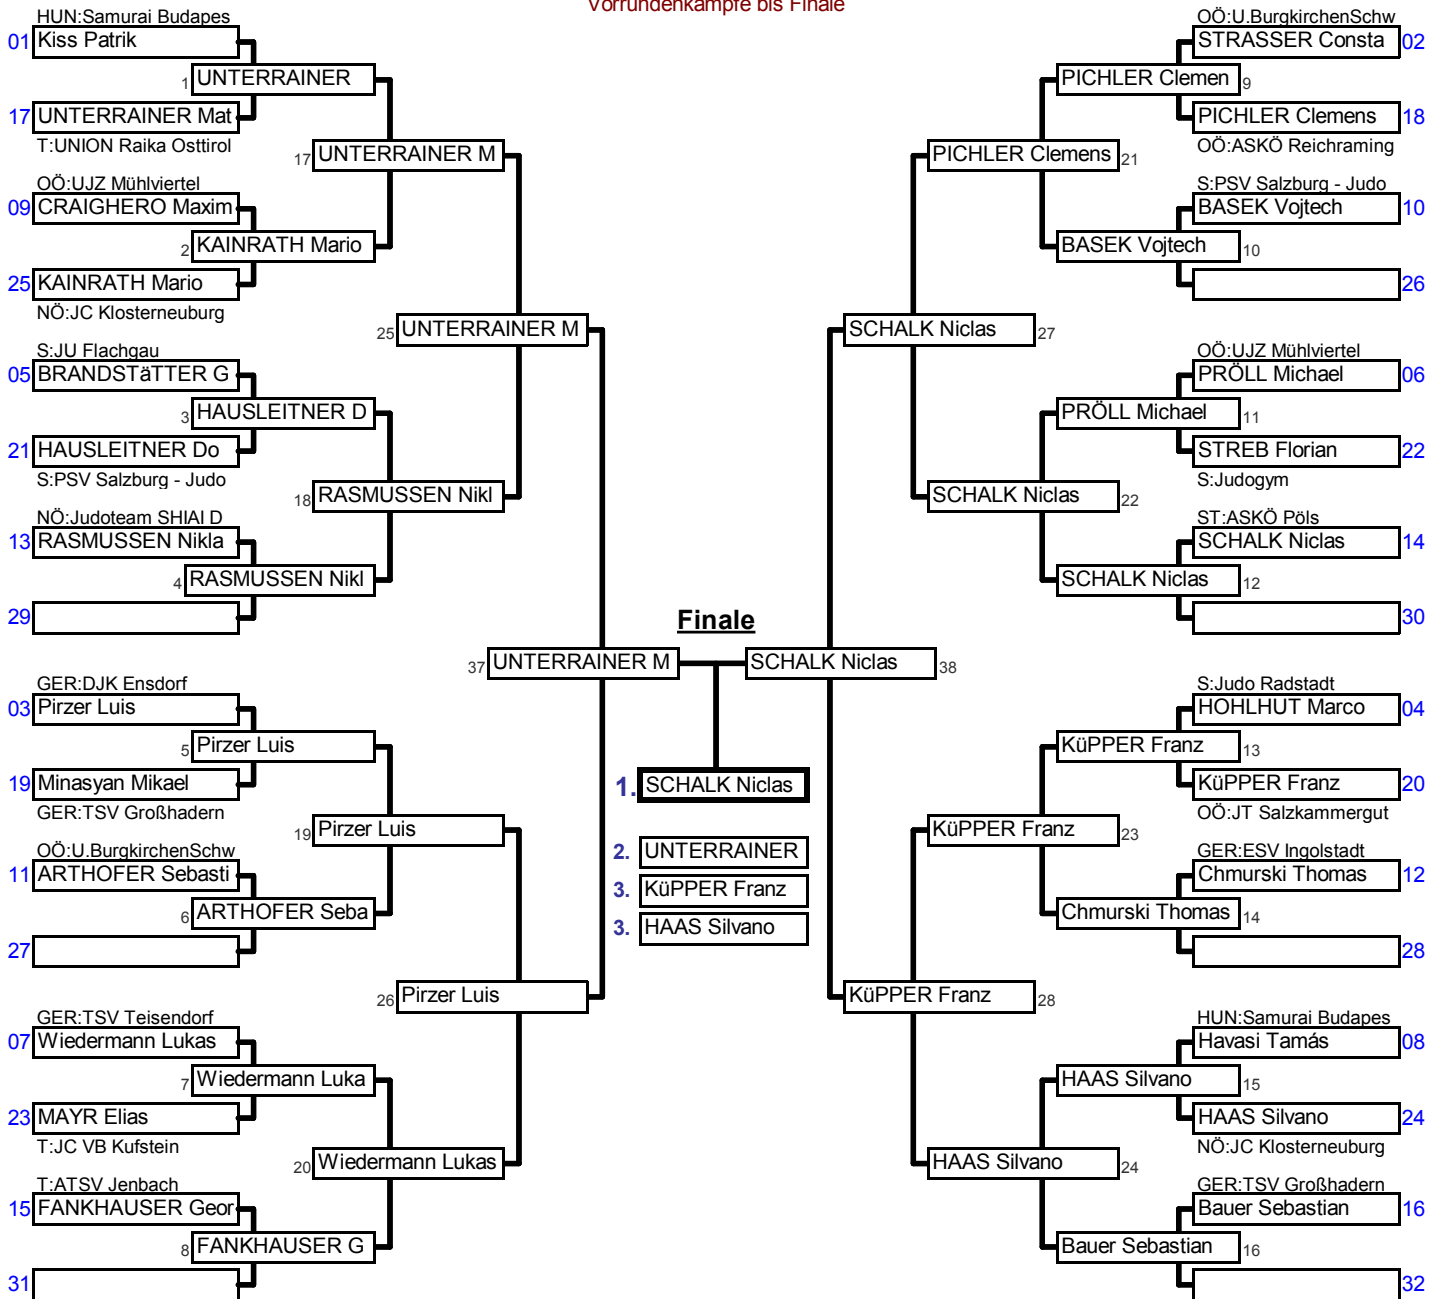 Vorrundenkämpfe bis Finale
HUN:Samurai Budapes
01 Kiss Patrik
1 UNTERRAINER
17 UNTERRAINER Mat
T:UNION Raika Osttirol
17 UNTERRAINER M
OÖ:UJZ Mühlviertel
09 CRAIGHERO Maxim
2 KAINRATH Mario
25 KAINRATH Mario
NÖ:JC Klosterneuburg
25 UNTERRAINER M
S:JU Flachgau
05 BRANDSTäTTER G
3 HAUSLEITNER D
21 HAUSLEITNER Do
S:PSV Salzburg - Judo
18 RASMUSSEN Nikl
NÖ:Judoteam SHIAI D
13 RASMUSSEN Nikla
4 RASMUSSEN Nikl
29
37 UNTERRAINER M
GER:DJK Ensdorf
03 Pirzer Luis
5 Pirzer Luis
19 Minasyan Mikael
GER:TSV Großhadern
19 Pirzer Luis
OÖ:U.BurgkirchenSchw
11 ARTHOFER Sebasti
6 ARTHOFER Seba
27
26 Pirzer Luis
GER:TSV Teisendorf
07 Wiedermann Lukas
7 Wiedermann Luka
23 MAYR Elias
T:JC VB Kufstein
20 Wiedermann Lukas
T:ATSV Jenbach
15 FANKHAUSER Geor
8 FANKHAUSER G
31
Finale
1. SCHALK Niclas
2. UNTERRAINER
3. KüPPER Franz
3. HAAS Silvano
OÖ:U.BurgkirchenSchw
STRASSER Consta 02
PICHLER Clemen 9
PICHLER Clemens 18
OÖ:ASKÖ Reichraming
PICHLER Clemens 21
S:PSV Salzburg - Judo
BASEK Vojtech 10
BASEK Vojtech 10
26
SCHALK Niclas 27
OÖ:UJZ Mühlviertel
PRÖLL Michael 06
PRÖLL Michael 11
STREB Florian 22
S:Judogym
SCHALK Niclas 22
ST:ASKÖ Pöls
SCHALK Niclas 14
SCHALK Niclas 12
30
SCHALK Niclas 38
S:Judo Radstadt
HOHLHUT Marco 04
KüPPER Franz 13
KüPPER Franz 20
OÖ:JT Salzkammergut
KüPPER Franz 23
GER:ESV Ingolstadt
Chmurski Thomas 12
Chmurski Thomas 14
28
KüPPER Franz 28
HUN:Samurai Budapes
Havasi Tamás 08
HAAS Silvano 15
HAAS Silvano 24
NÖ:JC Klosterneuburg
HAAS Silvano 24
GER:TSV Großhadern
Bauer Sebastian 16
Bauer Sebastian 16
32